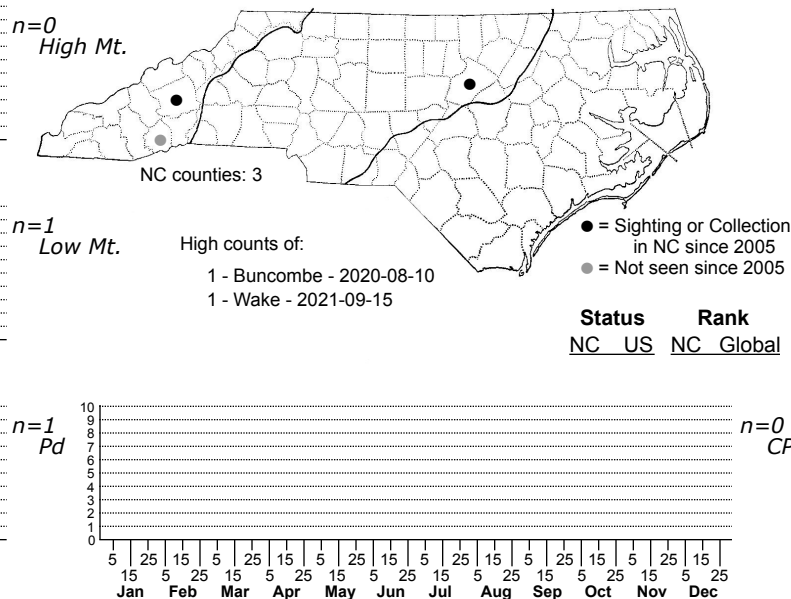 n=0
High Mt.
NC counties: 3
n=1
Low Mt.
High counts of:
1 - Buncombe - 2020-08-10
1 - Wake - 2021-09-15
● = Sighting or Collection
in NC since 2005
● = Not seen since 2005
Status Rank
NC US NC Global
n=1
Pd
10
9
8
7
6
5
4
3
2
1
0
n=0
CP
5 25 15 5 25 15 5 25 15 5 25 15 5 25 15 5 25 15
15 5 25 15 5 25 15 5 25 15 5 25 15 5 25 15 5 25
Jan Feb Mar Apr May Jun Jul Aug Sep Oct Nov Dec